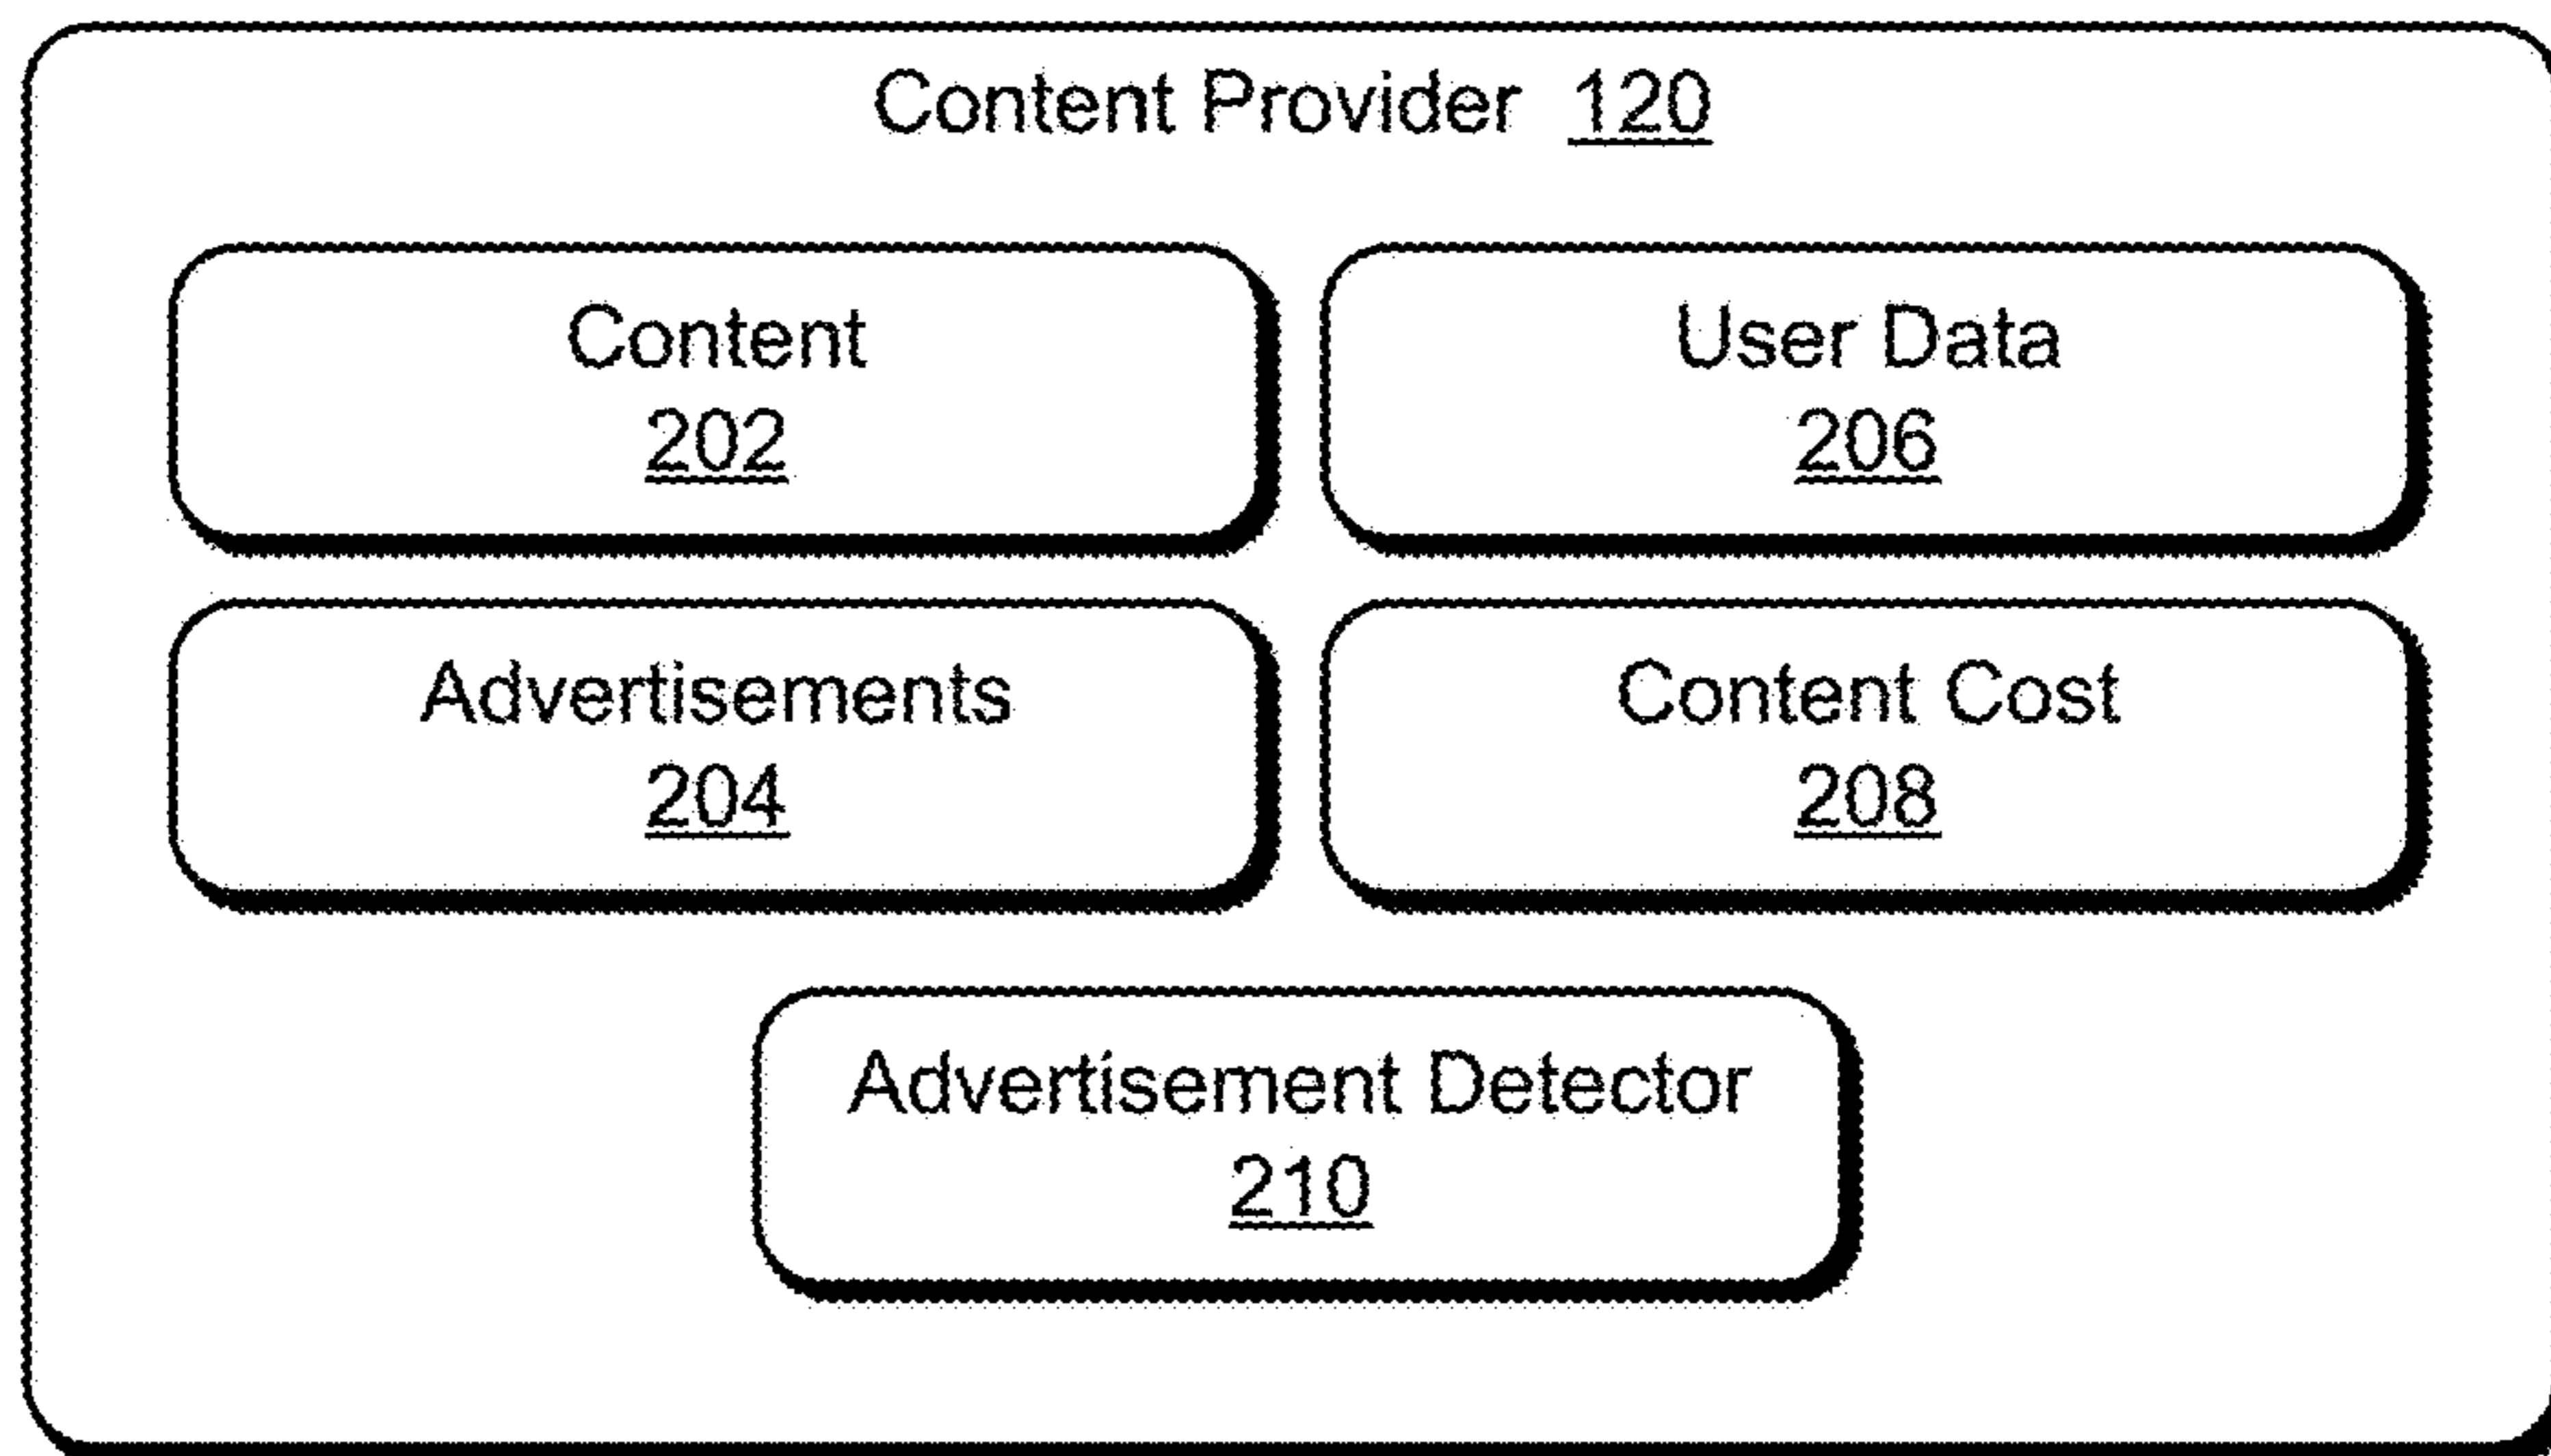 Content Provider 120
Content
202
User Data
206
Advertisements
204
Content Cost
208
Advertisement Detector
210